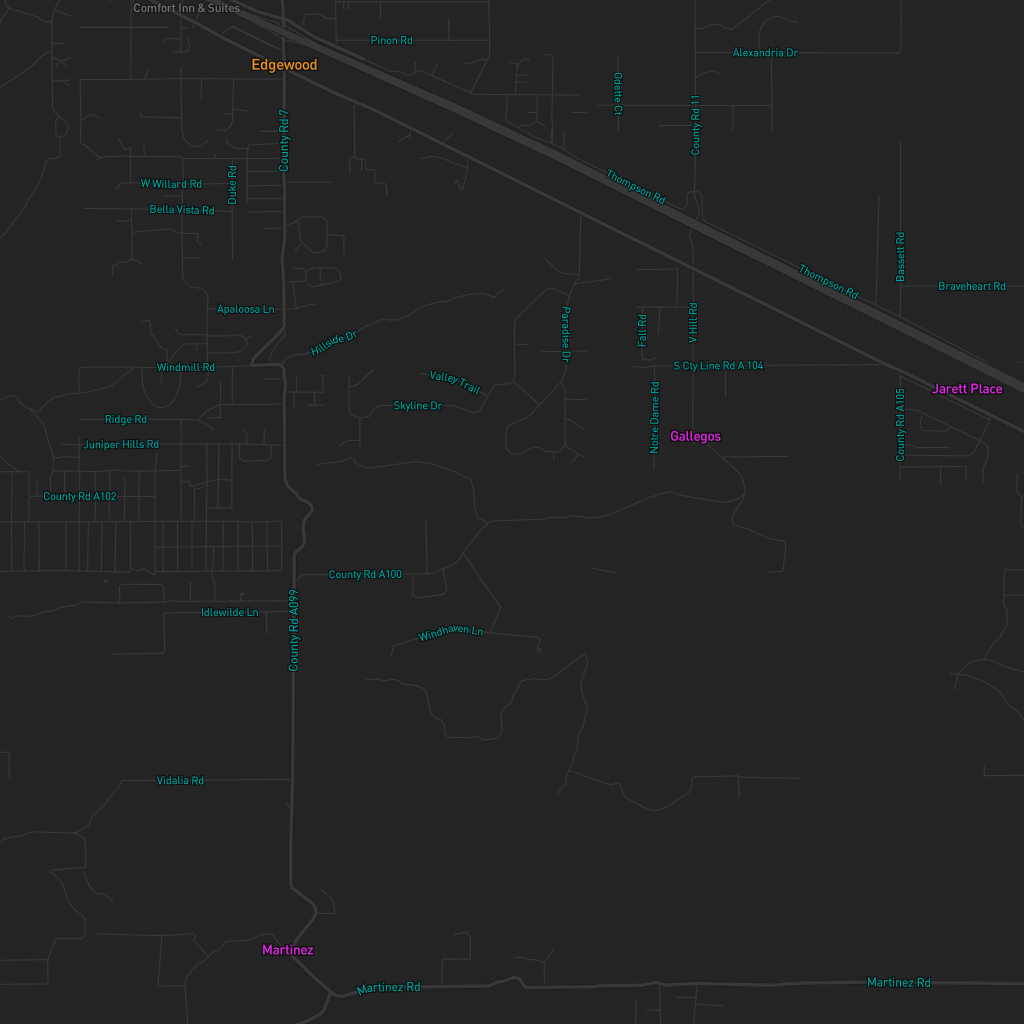 Comfort Inn & Suites
Pinon Rd
Alexandria Dr
Edgewood
Odette Ct
County Rd 11
County Rd 7
W Willard Rd
Duke Rd
Thompson Rd
Bella Vista Rd
Bassett Rd
Thompson Rd
Braveheart Rd
Apaloosa Ln
Hillside Dr
Paradise Dr
Fall Rd
V Hill Rd
Windmill Rd
S Cty Line Rd A 104
Valley Trail
Jarett Place
Skyline Dr
Notre Dame Rd
County Rd A105
Ridge Rd
Gallegos
Juniper Hills Rd
County Rd A102
County Rd A100
Idlewilde Ln
County Rd A099
Windhaven Ln
Vidalia Rd
Martinez
Martinez Rd
Martinez Rd